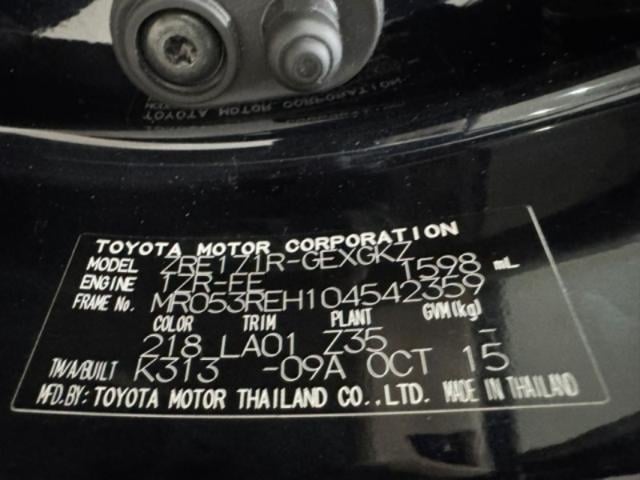 TOYOTA MOTOR CORPORATION
MODEL ZRE171R-GEXGKZ
ENGINE 1ZR-FE 1598 mL
FRAME No. MR053REH104542359
COLOR TRIM PLANT GVM(kg)
218 LA01 Z35 -
TM/A/BUILT K313 -09A OCT 15
MFD.BY: TOYOTA MOTOR THAILAND CO.,LTD. MADE IN THAILAND